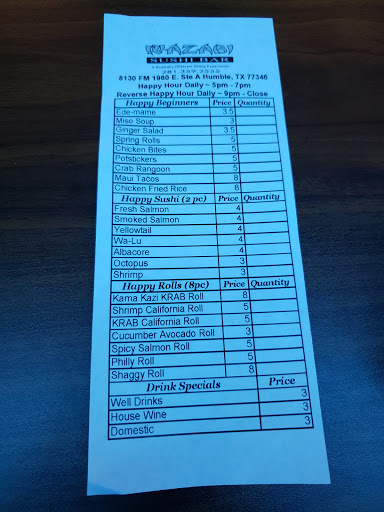 WAZABI
SUSHI BAR
281.359.2555
8130 FM 1960 E. Ste A Humble, TX 77346
Happy Hour Daily ~ 5pm - 7pm
Reverse Happy Hour Daily ~ 9pm - Close
Happy Beginners Price Quantity
Ede-mame 3.5
Miso Soup 3
Ginger Salad 3.5
Spring Rolls 5
Chicken Bites 5
Potstickers 5
Crab Rangoon 5
Maui Tacos 8
Chicken Fried Rice 8
Happy Sushi (2 pc) Price Quantity
Fresh Salmon 4
Smoked Salmon 4
Yellowtail 4
Wa-Lu 4
Albacore 4
Octopus 3
Shrimp 3
Happy Rolls (8pc) Price Quantity
Kama Kazi KRAB Roll 8
Shrimp California Roll 5
KRAB California Roll 5
Cucumber Avocado Roll 3
Spicy Salmon Roll 5
Philly Roll 5
Shaggy Roll 8
Drink Specials Price
Well Drinks 3
House Wine 3
Domestic 3